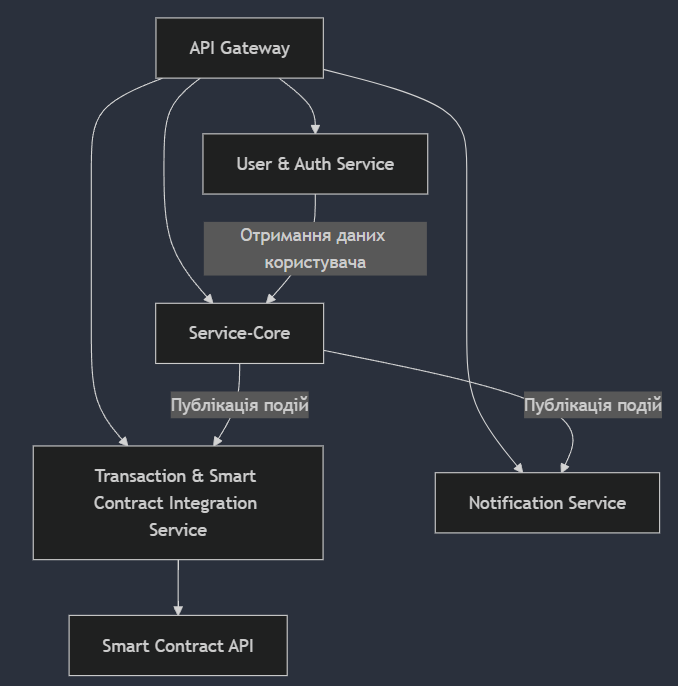 API Gateway
User & Auth Service
Отримання даних
користувача
Service-Core
Публікація подій
Публікація подій
Transaction & Smart
Contract Integration
Service
Notification Service
Smart Contract API